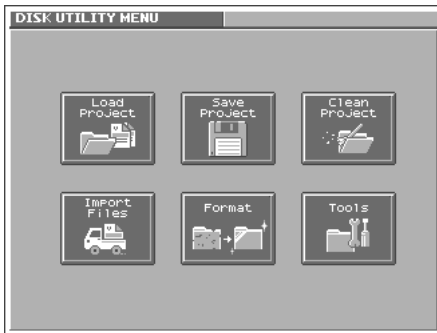 DISK UTILITY MENU
Load
Project
Save
Project
Clean
Project
Import
Files
Format
Tools